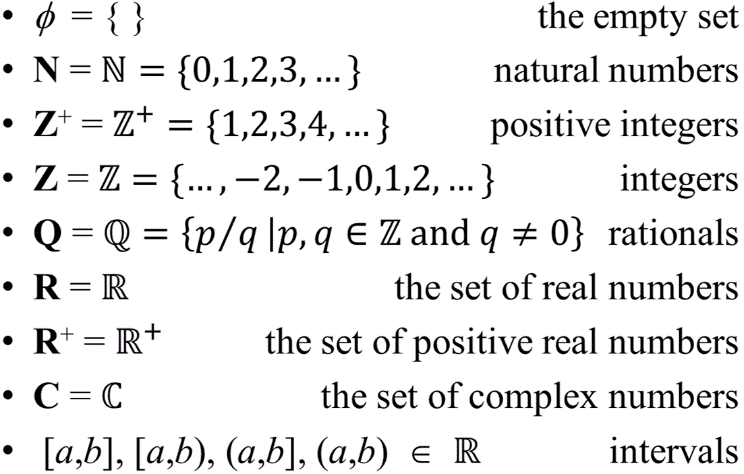 • ϕ = { } the empty set
• N = ℕ = {0,1,2,3, …} natural numbers
• Z⁺ = ℤ⁺ = {1,2,3,4, …} positive integers
• Z = ℤ = {… , −2, −1,0,1,2, …} integers
• Q = ℚ = {p/q |p, q ∈ ℤ and q ≠ 0} rationals
• R = ℝ the set of real numbers
• R⁺ = ℝ⁺ the set of positive real numbers
• C = ℂ the set of complex numbers
• [a,b], [a,b), (a,b], (a,b) ∈ ℝ intervals